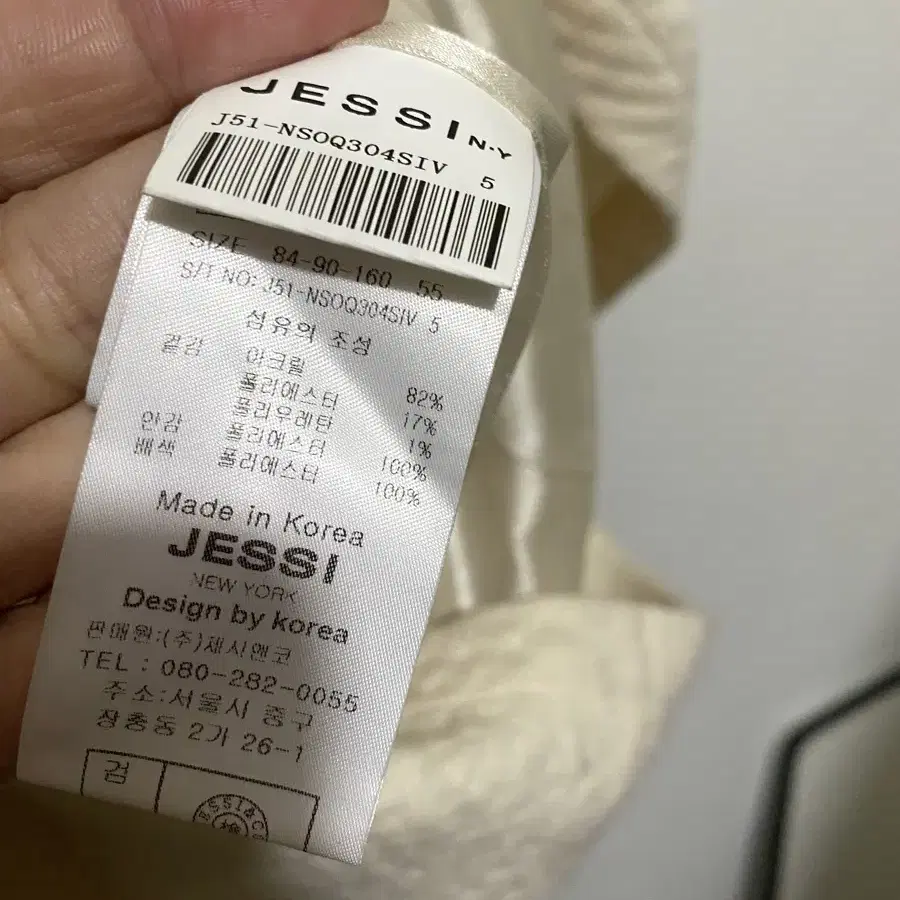 JESSI N.Y
J51-NSOQ304SIV 5
SIZE 84-90-160 55
S/T NO: J51-NSOQ304SIV 5
섬유의 조성
겉감 아크릴 82%
폴리에스터 17%
폴리우레탄 1%
안감 폴리에스터 100%
배색 폴리에스터 100%
Made in Korea
JESSI
NEW YORK
Design by korea
판매원:(주)제시앤코
TEL : 080-282-0055
주소:서울시 중구
장충동 2가 26-1
검